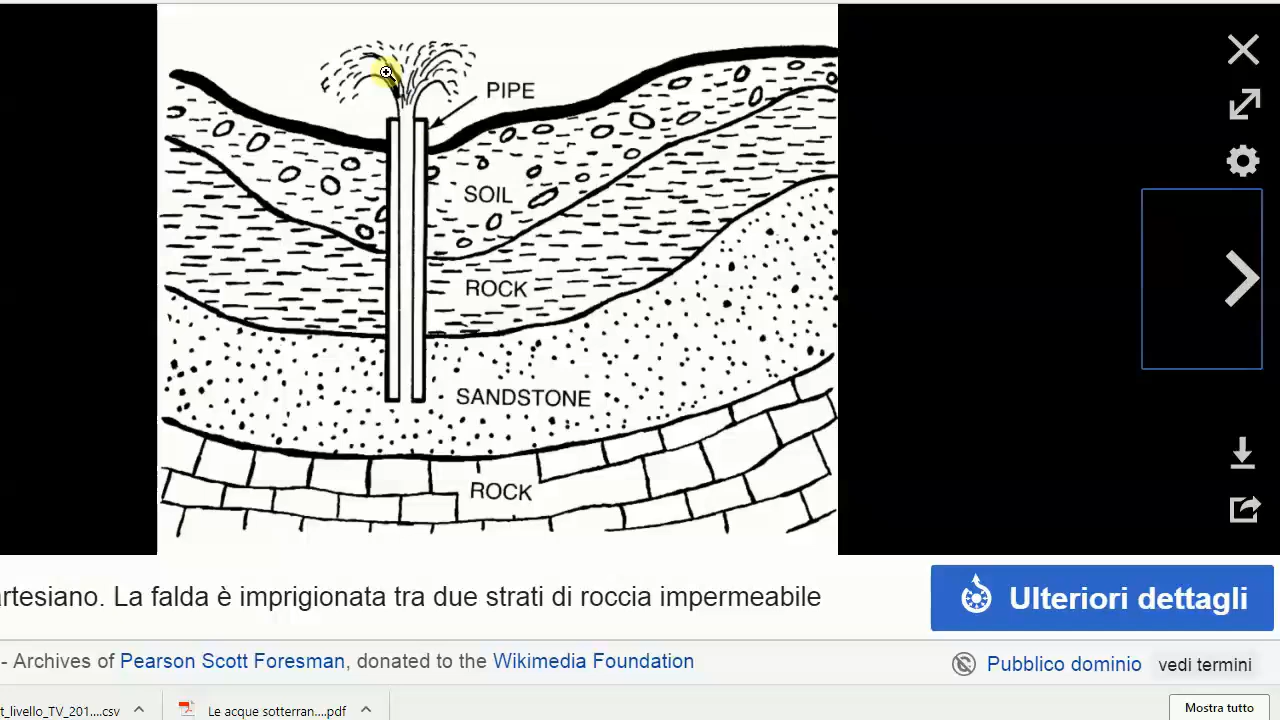 PIPE
SOIL
ROCK
SANDSTONE
ROCK
artesiano. La falda è imprigionata tra due strati di roccia impermeabile
Ulteriori dettagli
- Archives of Pearson Scott Foresman, donated to the Wikimedia Foundation
Pubblico dominio vedi termini
t_livello_TV_201....csv
Le acque sotterran....pdf
Mostra tutto